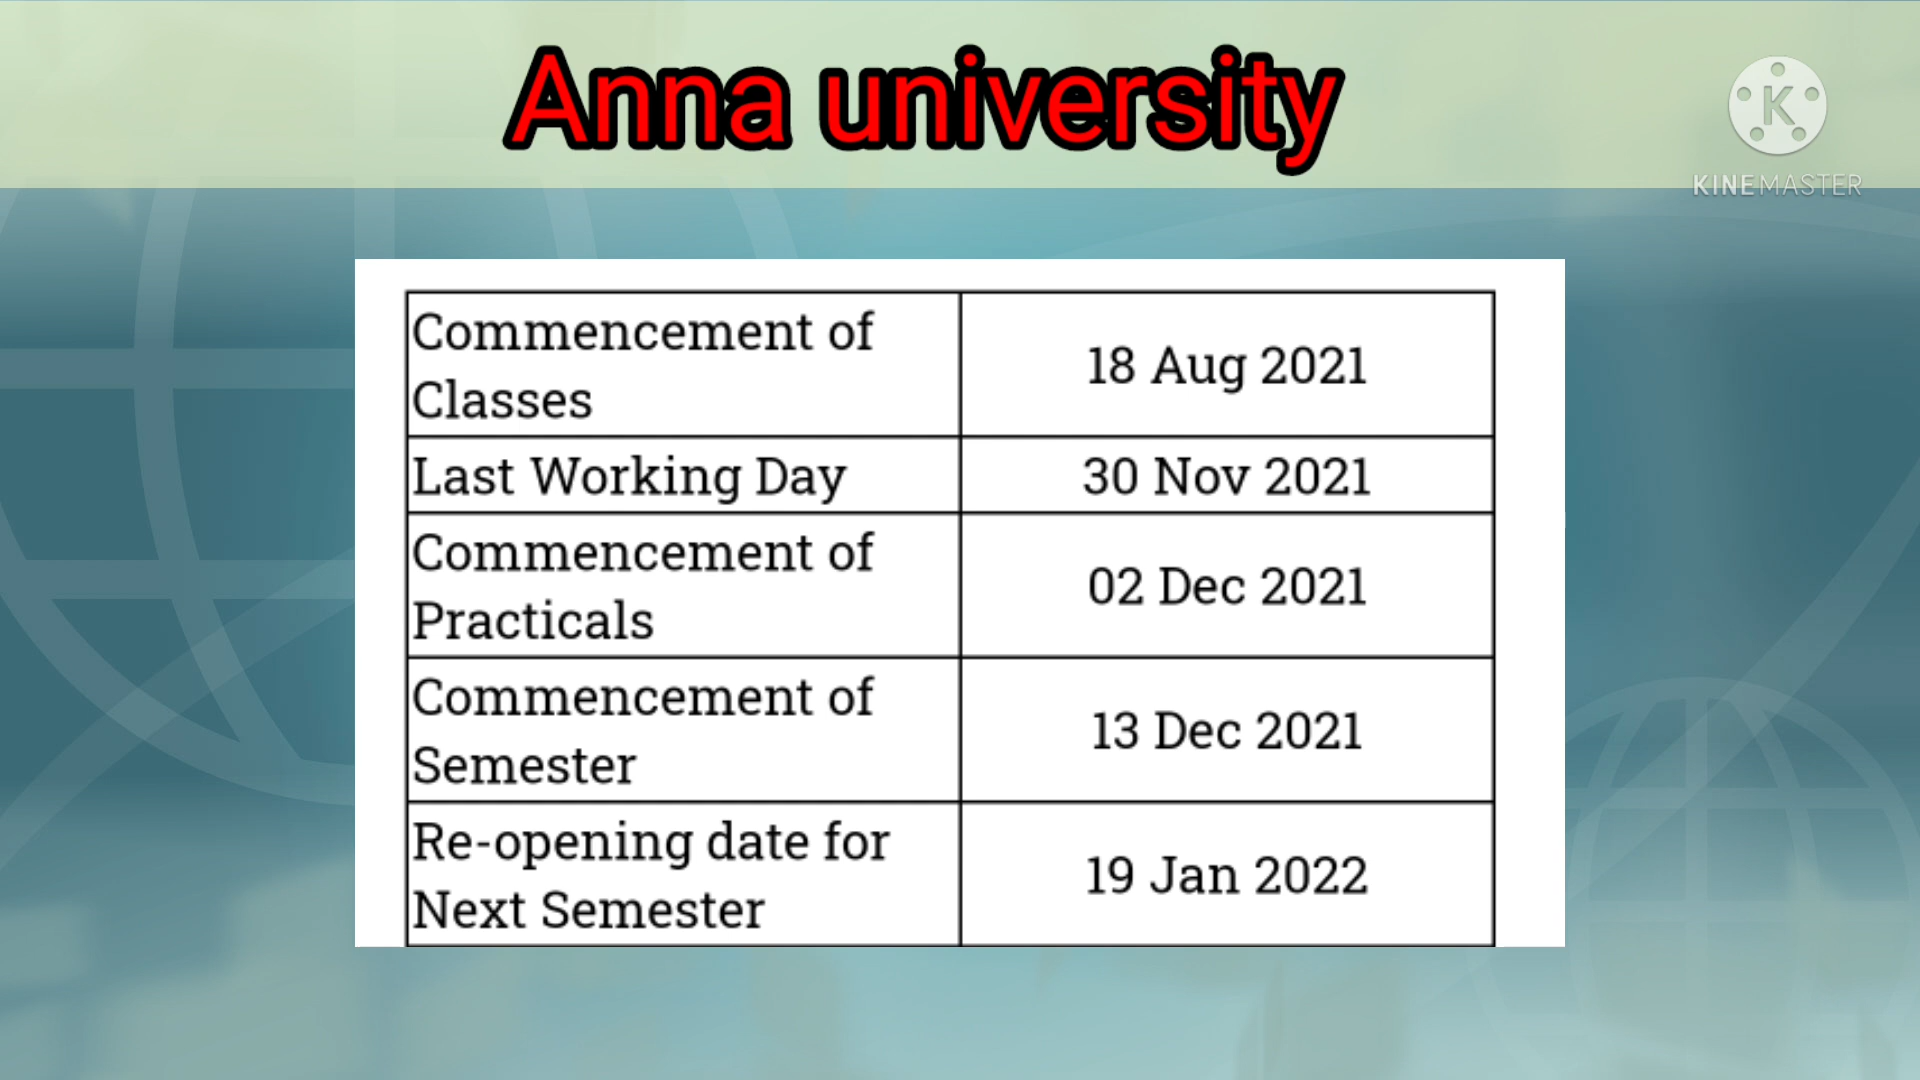 Anna university
K
KINEMASTER
Commencement of
Classes
18 Aug 2021
Last Working Day
30 Nov 2021
Commencement of
Practicals
02 Dec 2021
Commencement of
Semester
13 Dec 2021
Re-opening date for
Next Semester
19 Jan 2022